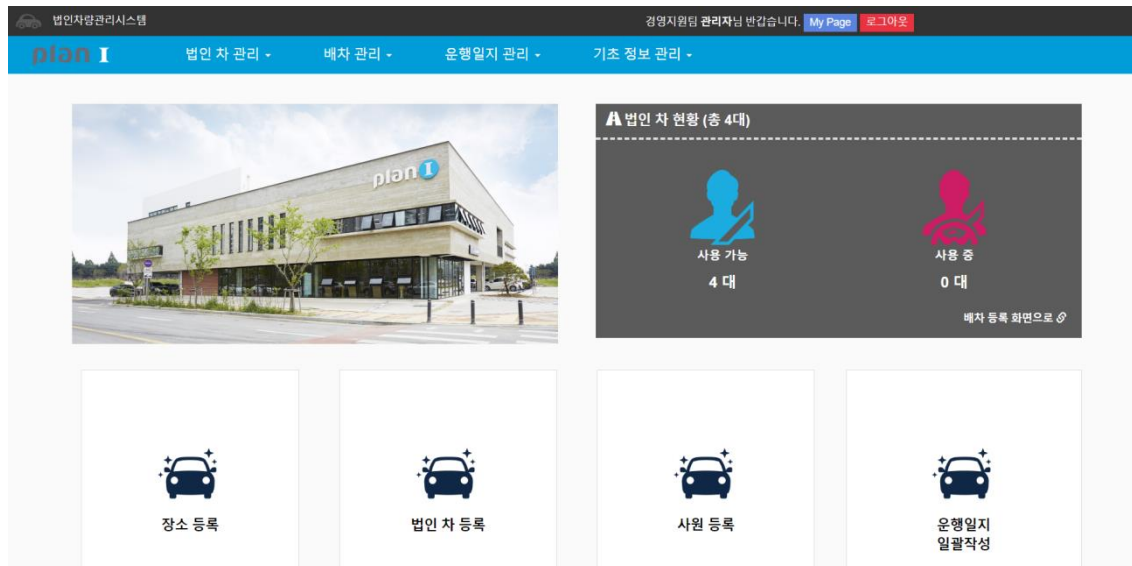 법인차량관리시스템
경영지원팀 관리자님 반갑습니다. My Page 로그아웃
plan I
법인 차 관리 배차 관리 운행일지 관리 기초 정보 관리
plan I
법인 차 현황 (총 4대)
사용 가능
4 대
사용 중
0 대
배차 등록 화면으로
장소 등록
법인 차 등록
사원 등록
운행일지
일괄작성